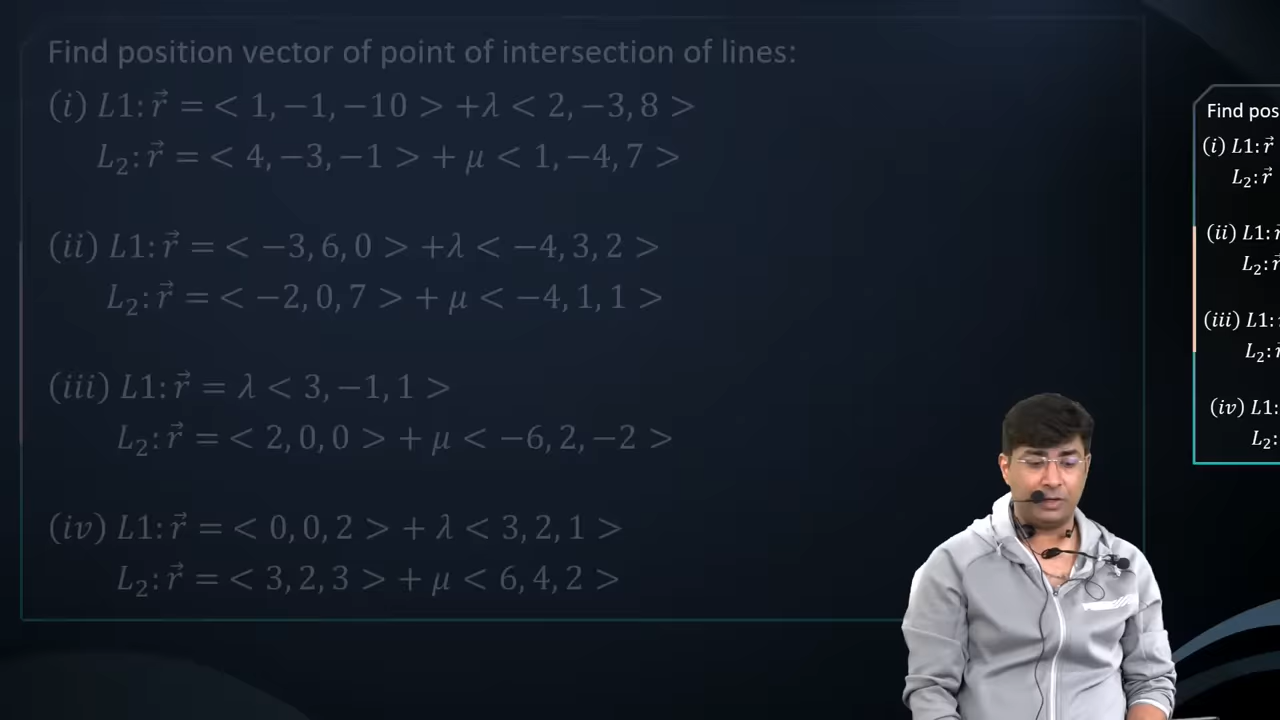 Find position vector of point of intersection of lines:
(i) L1: r⃗ = < 1, −1, −10 > +λ < 2, −3, 8 >
L₂: r⃗ = < 4, −3, −1 > + μ < 1, −4, 7 >
(ii) L1: r⃗ = < −3, 6, 0 > +λ < −4, 3, 2 >
L₂: r⃗ = < −2, 0, 7 > + μ < −4, 1, 1 >
(iii) L1: r⃗ = λ < 3, −1, 1 >
L₂: r⃗ = < 2, 0, 0 > + μ < −6, 2, −2 >
(iv) L1: r⃗ = < 0, 0, 2 > + λ < 3, 2, 1 >
L₂: r⃗ = < 3, 2, 3 > + μ < 6, 4, 2 >
Find pos
(i) L1: r⃗
L₂: r⃗
(ii) L1: r⃗
L₂: r⃗
(iii) L1:
L₂: r⃗
(iv) L1:
L₂: